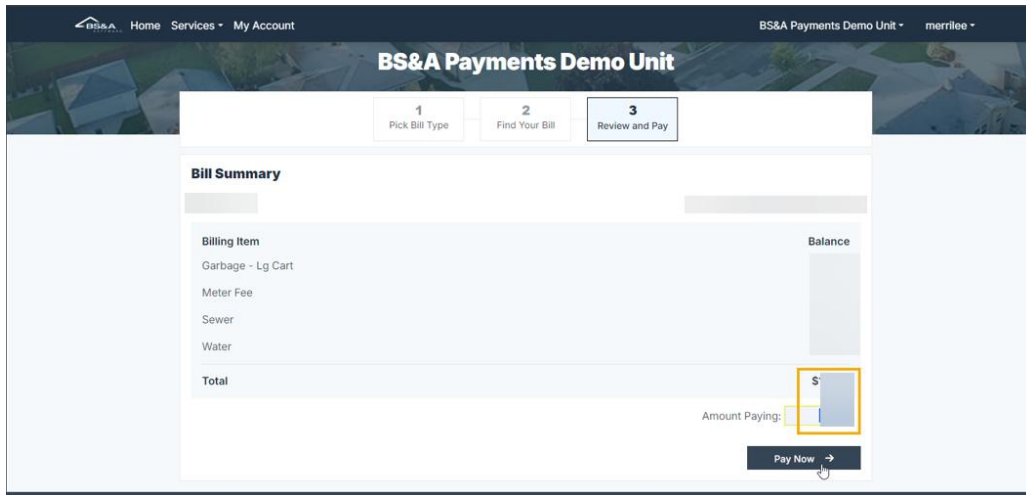 BS&A Home Services My Account BS&A Payments Demo Unit merrilee
SOFTWARE
BS&A Payments Demo Unit
1 2 3
Pick Bill Type Find Your Bill Review and Pay
Bill Summary
Billing Item Balance
Garbage - Lg Cart
Meter Fee
Sewer
Water
Total $
Amount Paying:
Pay Now →